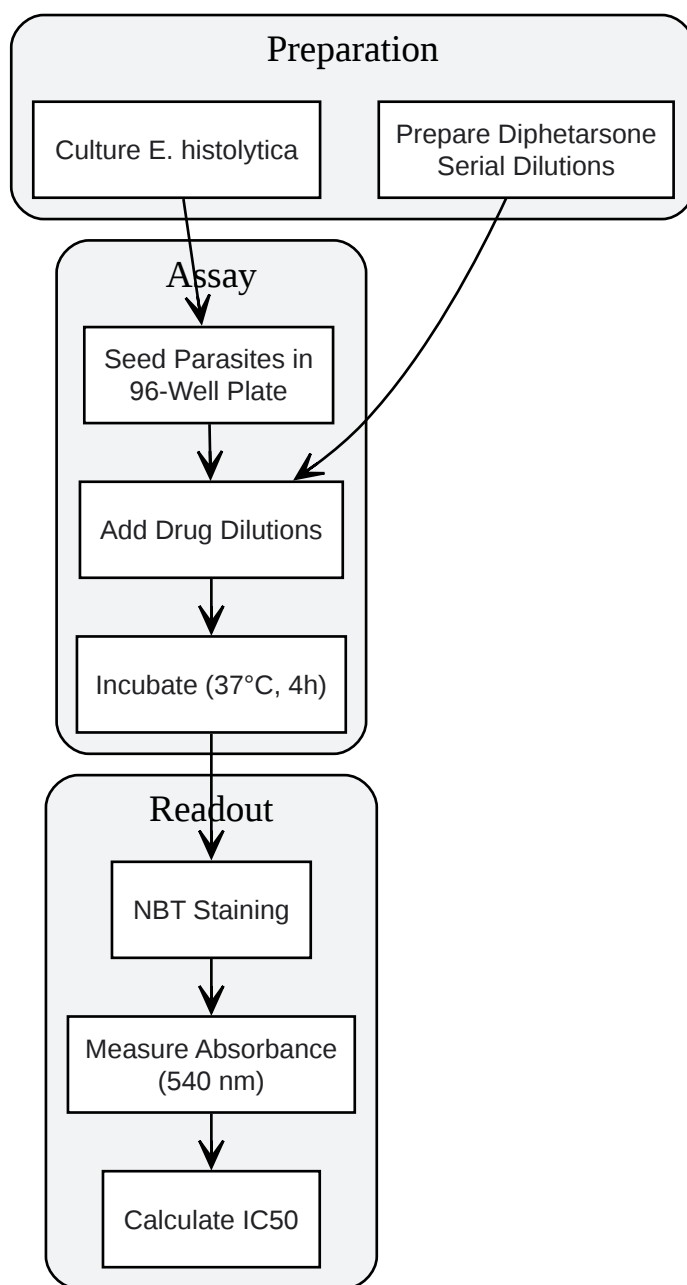 Preparation
Culture E. histolytica
Prepare Diphetarsone
Serial Dilutions
Assay
Seed Parasites in
96-Well Plate
Add Drug Dilutions
Incubate (37°C, 4h)
Readout
NBT Staining
Measure Absorbance
(540 nm)
Calculate IC50